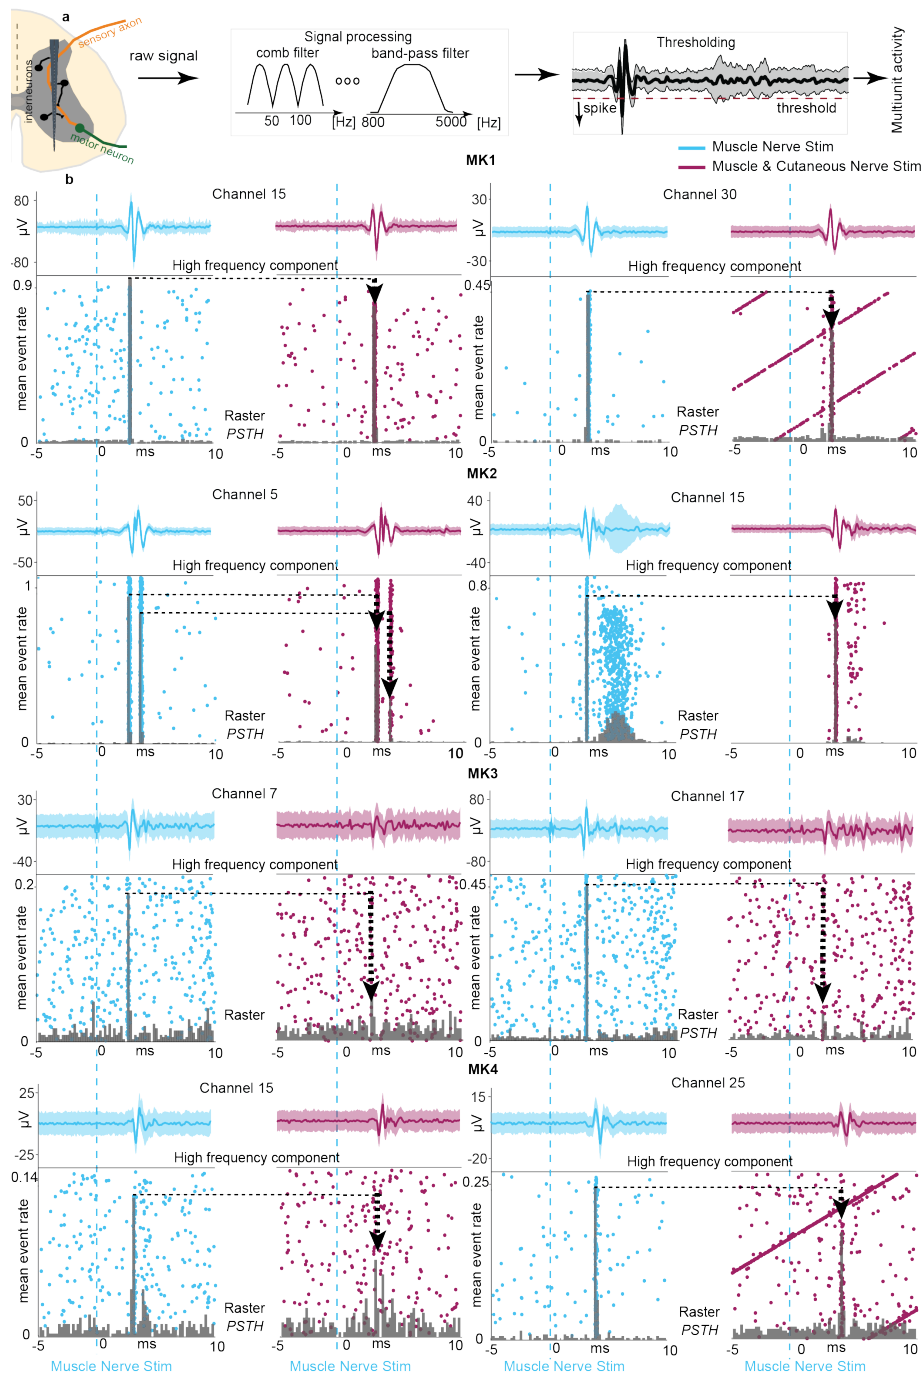 a
sensory axon
interneurons
motor neuron
raw signal
Signal processing
comb filter
band-pass filter
50 100 [Hz] 800 5000 [Hz]
Thresholding
spike
threshold
Multiunit activity
Muscle Nerve Stim
Muscle & Cutaneous Nerve Stim
MK1
b
Channel 15
Channel 30
80
µV
-80
30
µV
-30
High frequency component
High frequency component
0.9
mean event rate
0
0.45
mean event rate
0
Raster
PSTH
Raster
PSTH
-5 0 ms 10
-5 0 ms 10
-5 0 ms 10
-5 0 ms 10
MK2
Channel 5
Channel 15
50
µV
-50
40
µV
-40
High frequency component
High frequency component
1
mean event rate
0
0.8
mean event rate
0
Raster
PSTH
Raster
PSTH
-5 0 ms 10
-5 0 ms 10
-5 0 ms 10
-5 0 ms 10
MK3
Channel 7
Channel 17
30
µV
-40
80
µV
-80
High frequency component
High frequency component
0.2
mean event rate
0
0.45
mean event rate
0
Raster
Raster
PSTH
-5 0 ms 10
-5 0 ms 10
-5 0 ms 10
-5 0 ms 10
MK4
Channel 15
Channel 25
25
µV
-25
15
µV
-20
High frequency component
High frequency component
0.14
mean event rate
0
0.25
mean event rate
0
Raster
PSTH
Raster
PSTH
-5 0 ms 10
-5 0 ms 10
-5 0 ms 10
-5 0 ms 10
Muscle Nerve Stim
Muscle Nerve Stim
Muscle Nerve Stim
Muscle Nerve Stim